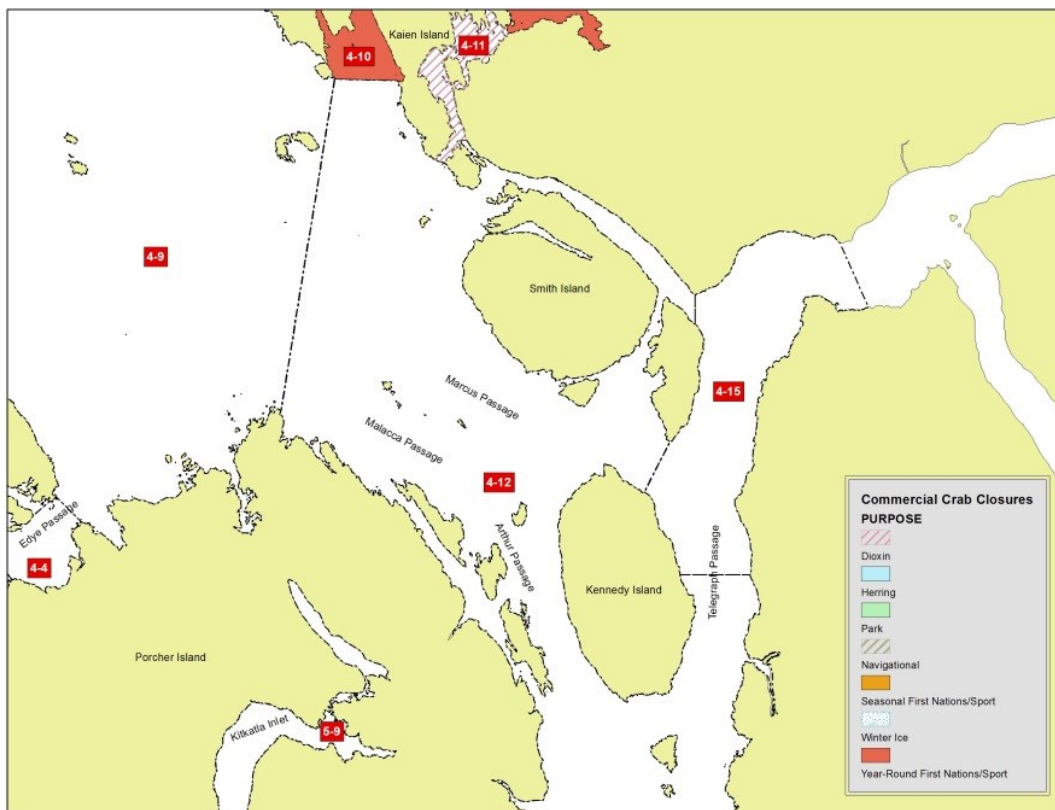 Kaien Island
4-11
4-10
4-9
Smith Island
Marcus Passage
4-15
Malacca Passage
4-12
Edye Passage
4-4
Arthur Passage
Telegraph Passage
Kennedy Island
Porcher Island
Kitkatla Inlet
5-9
Commercial Crab Closures
PURPOSE
Dioxin
Herring
Park
Navigational
Seasonal First Nations/Sport
Winter Ice
Year-Round First Nations/Sport